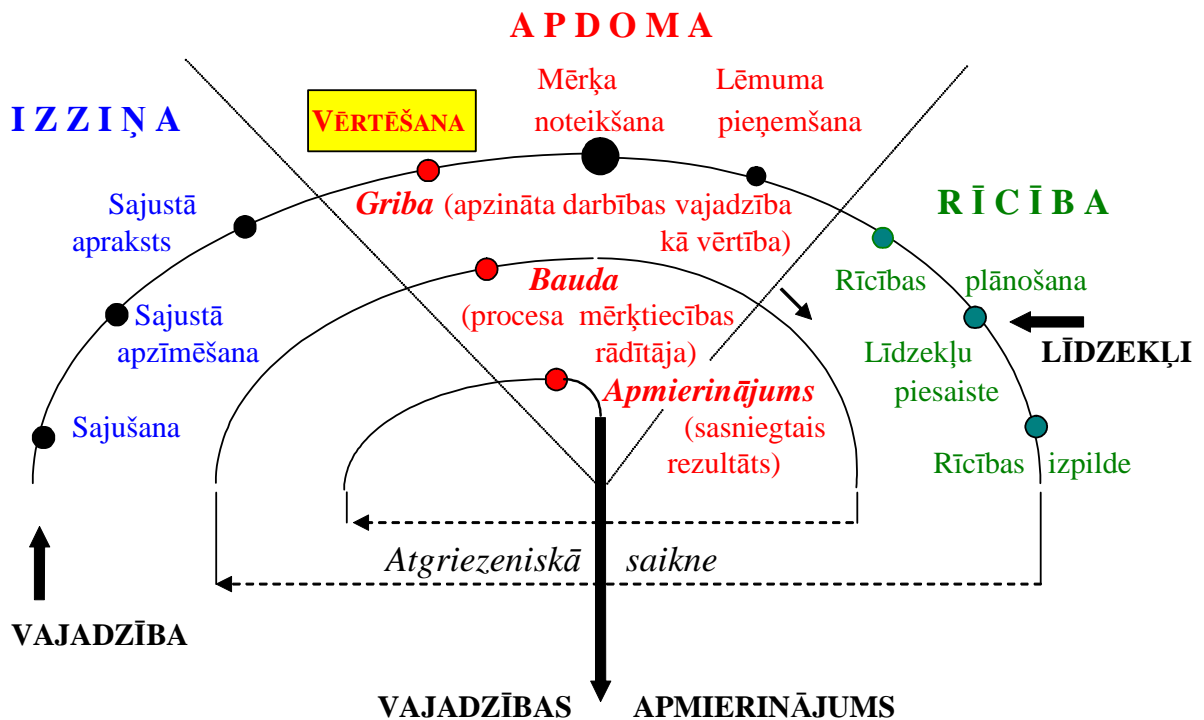 A P D O M A
Mērķa
noteikšana
Lēmuma
pieņemšana
I Z Z I Ņ A
VĒRTĒŠANA
Sajustā
apraksts
Griba (apzināta darbības vajadzība
kā vērtība)
R Ī C Ī B A
Bauda
(procesa mērķtiecības
rādītāja)
Rīcības plānošana
Sajustā
apzīmēšana
Līdzekļu
piesaiste
LĪDZEKĻI
Apmierinājums
(sasniegtais
rezultāts)
Sajušana
Rīcības izpilde
Atgriezeniskā saikne
VAJADZĪBA
VAJADZĪBAS APMIERINĀJUMS